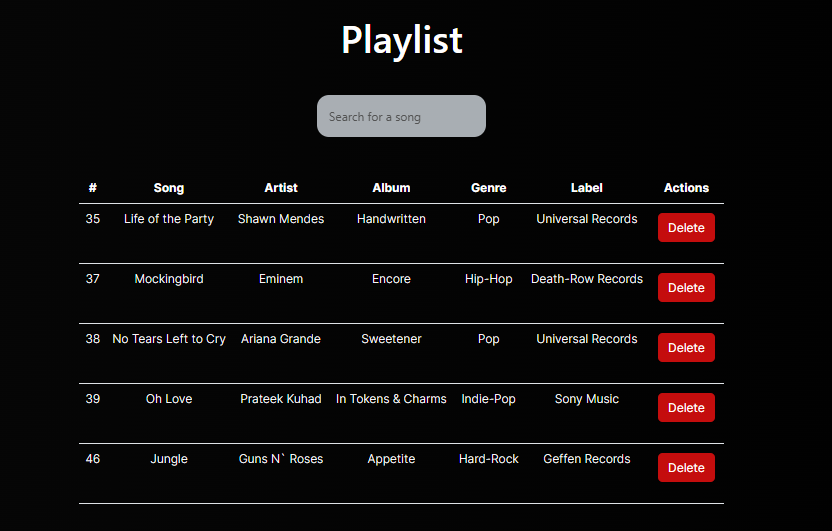 Playlist
Search for a song
# Song Artist Album Genre Label Actions
35 Life of the Party Shawn Mendes Handwritten Pop Universal Records Delete
37 Mockingbird Eminem Encore Hip-Hop Death-Row Records Delete
38 No Tears Left to Cry Ariana Grande Sweetener Pop Universal Records Delete
39 Oh Love Prateek Kuhad In Tokens & Charms Indie-Pop Sony Music Delete
46 Jungle Guns N` Roses Appetite Hard-Rock Geffen Records Delete